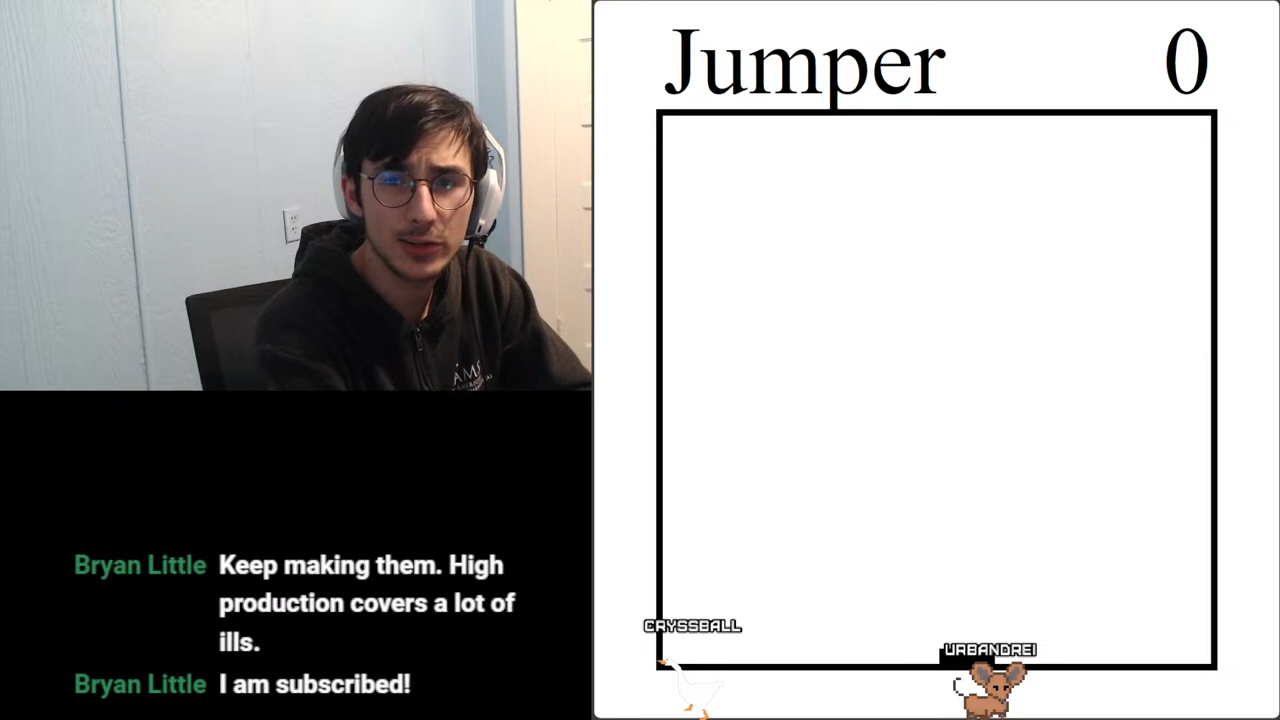 Jumper 0
Bryan Little Keep making them. High
production covers a lot of
ills.
Bryan Little I am subscribed!
CRYSSBALL
URBANDREI